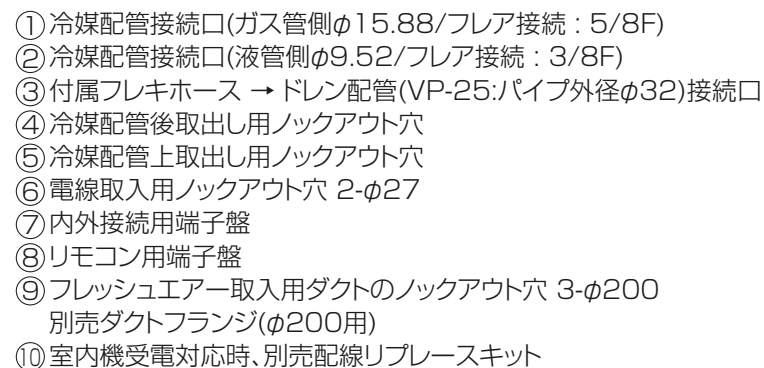 ①冷媒配管接続口(ガス管側φ15.88/フレア接続：5/8F)
②冷媒配管接続口(液管側φ9.52/フレア接続：3/8F)
③付属フレキホース → ドレン配管(VP-25:パイプ外径φ32)接続口
④冷媒配管後取出し用ノックアウト穴
⑤冷媒配管上取出し用ノックアウト穴
⑥電線取入用ノックアウト穴 2-φ27
⑦内外接続用端子盤
⑧リモコン用端子盤
⑨フレッシュエアー取入用ダクトのノックアウト穴 3-φ200
別売ダクトフランジ(φ200用)
⑩室内機受電対応時、別売配線リプレースキット